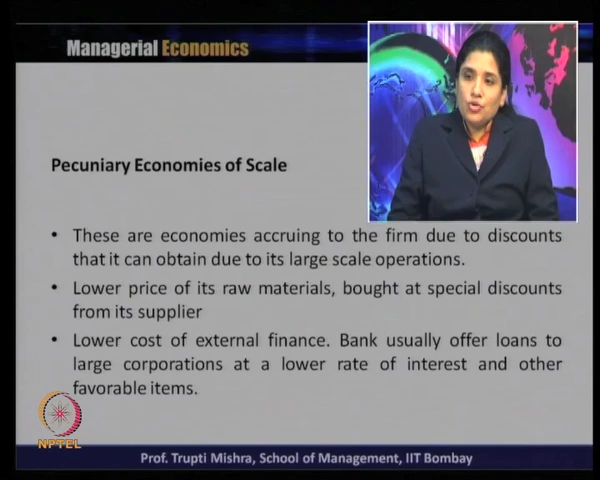 Managerial Economics
Pecuniary Economies of Scale
• These are economies accruing to the firm due to discounts
that it can obtain due to its large scale operations.
• Lower price of its raw materials, bought at special discounts
from its supplier
• Lower cost of external finance. Bank usually offer loans to
large corporations at a lower rate of interest and other
favorable items.
NPTEL
Prof. Trupti Mishra, School of Management, IIT Bombay